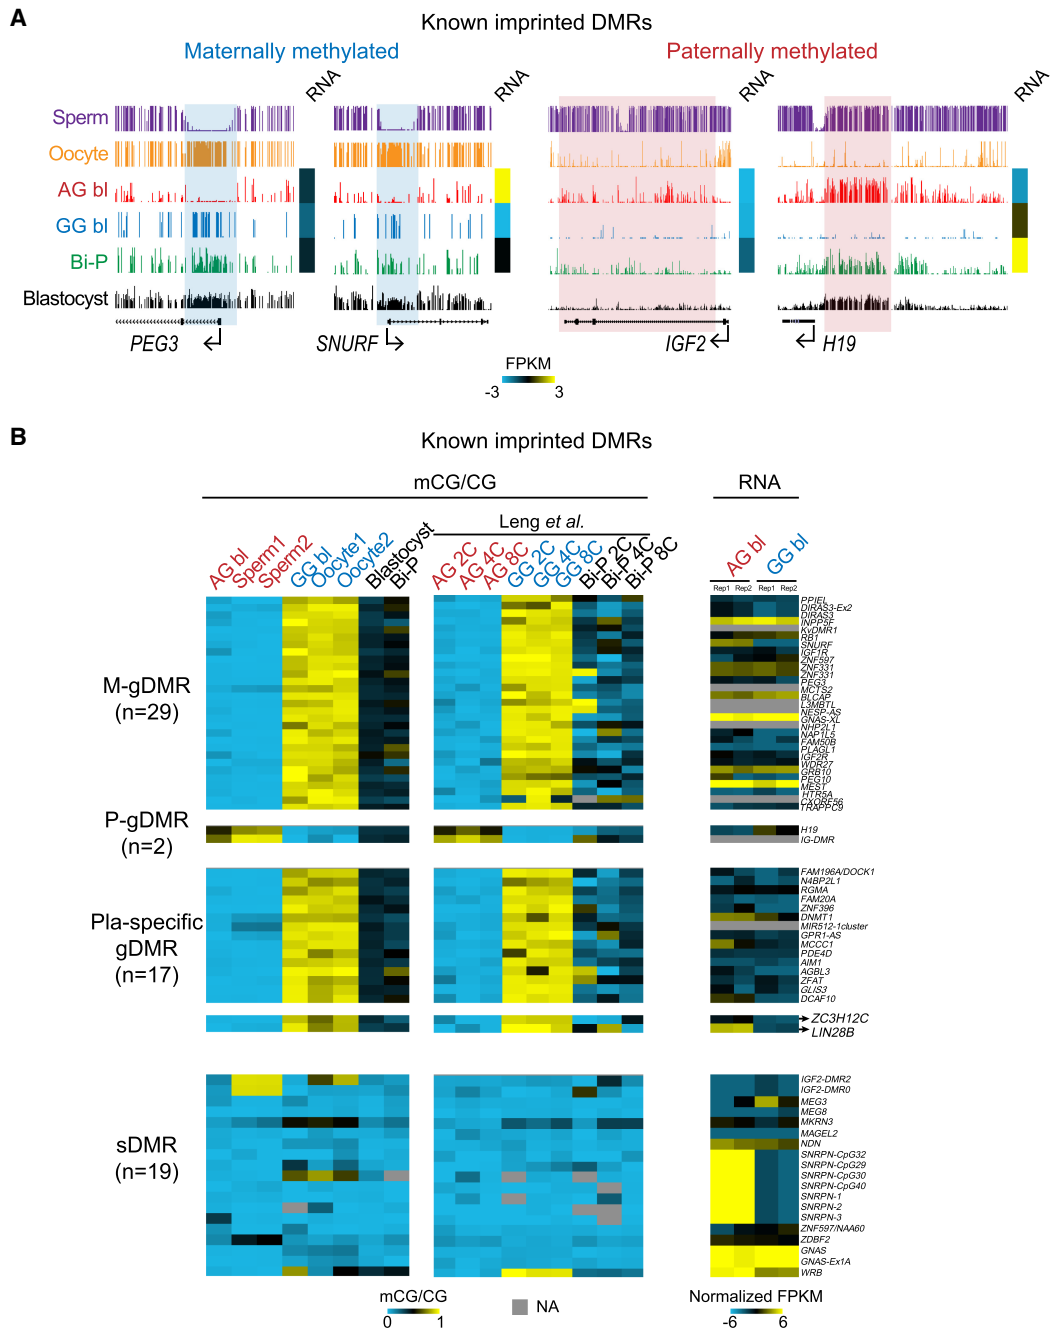 A
Known imprinted DMRs
Maternally methylated
Paternally methylated
RNA
RNA
RNA
RNA
Sperm
Oocyte
AG bl
GG bl
Bi-P
Blastocyst
PEG3
SNURF
IGF2
H19
FPKM
-3
3
B
Known imprinted DMRs
mCG/CG
RNA
Leng et al.
AG bl
Sperm1
Sperm2
GG bl
Oocyte1
Oocyte2
Blastocyst
Bi-P
AG 2C
AG 4C
AG 8C
GG 2C
GG 4C
GG 8C
Bi-P 2C
Bi-P 4C
Bi-P 8C
AG bl
GG bl
Rep1 Rep2 Rep1 Rep2
M-gDMR
(n=29)
PPIEL
DIRAS3-Ex2
DIRAS3
INPP5F
KvDMR1
RB1
SNURF
IGF1R
ZNF597
ZNF331
ZNF331
PEG3
MCTS2
BLCAP
L3MBTL
NESP-AS
GNAS-XL
NHP2L1
NAP1L5
FAM50B
PLAGL1
IGF2R
WDR27
GRB10
PEG10
MEST
HTR5A
CXORF56
TRAPPC9
P-gDMR
(n=2)
H19
IG-DMR
Pla-specific
gDMR
(n=17)
FAM196A/DOCK1
N4BP2L1
RGMA
FAM20A
ZNF396
DNMT1
MIR512-1cluster
GPR1-AS
MCCC1
PDE4D
AIM1
AGBL3
ZFAT
GLIS3
DCAF10
ZC3H12C
LIN28B
sDMR
(n=19)
IGF2-DMR2
IGF2-DMR0
MEG3
MEG8
MKRN3
MAGEL2
NDN
SNRPN-CpG32
SNRPN-CpG29
SNRPN-CpG30
SNRPN-CpG40
SNRPN-1
SNRPN-2
SNRPN-3
ZNF597/NAA60
ZDBF2
GNAS
GNAS-Ex1A
WRB
mCG/CG
0
1
NA
Normalized FPKM
-6
6